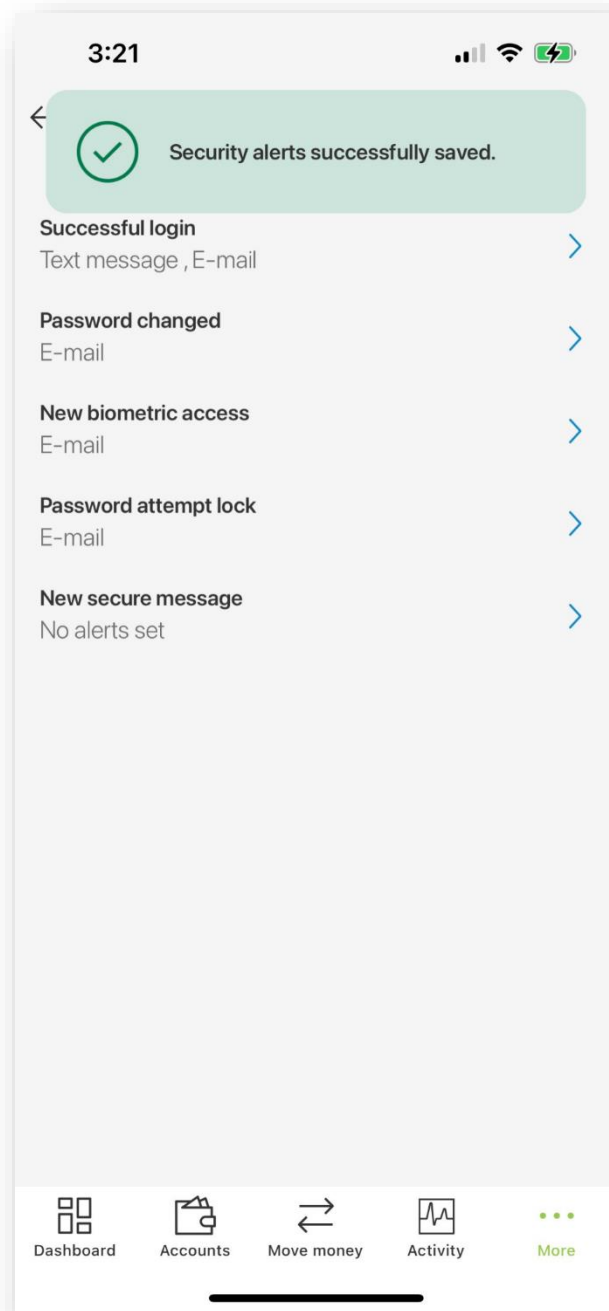 3:21
Security alerts successfully saved.
Successful login
Text message , E-mail
Password changed
E-mail
New biometric access
E-mail
Password attempt lock
E-mail
New secure message
No alerts set
Dashboard Accounts Move money Activity More